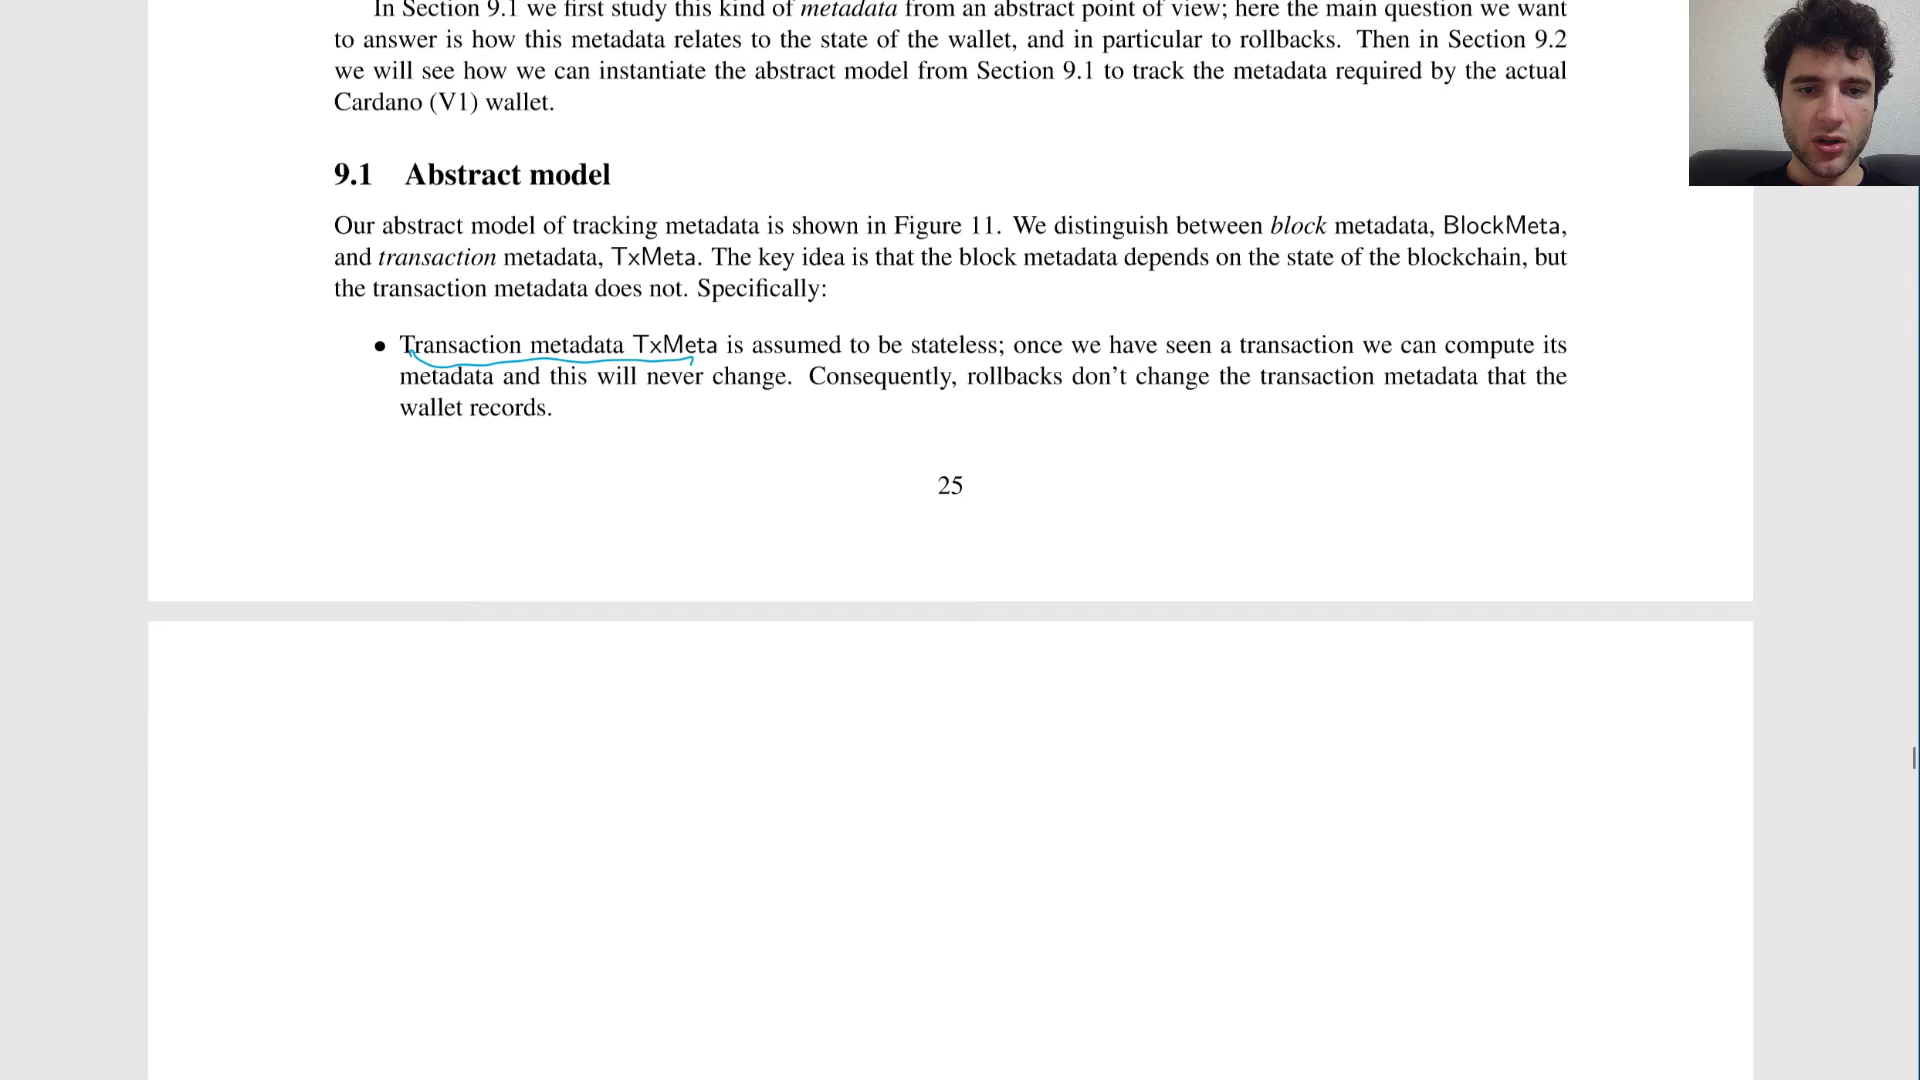 In Section 9.1 we first study this kind of metadata from an abstract point of view; here the main question we want
to answer is how this metadata relates to the state of the wallet, and in particular to rollbacks. Then in Section 9.2
we will see how we can instantiate the abstract model from Section 9.1 to track the metadata required by the actual
Cardano (V1) wallet.
9.1 Abstract model
Our abstract model of tracking metadata is shown in Figure 11. We distinguish between block metadata, BlockMeta,
and transaction metadata, TxMeta. The key idea is that the block metadata depends on the state of the blockchain, but
the transaction metadata does not. Specifically:
• Transaction metadata TxMeta is assumed to be stateless; once we have seen a transaction we can compute its
metadata and this will never change. Consequently, rollbacks don't change the transaction metadata that the
wallet records.
25